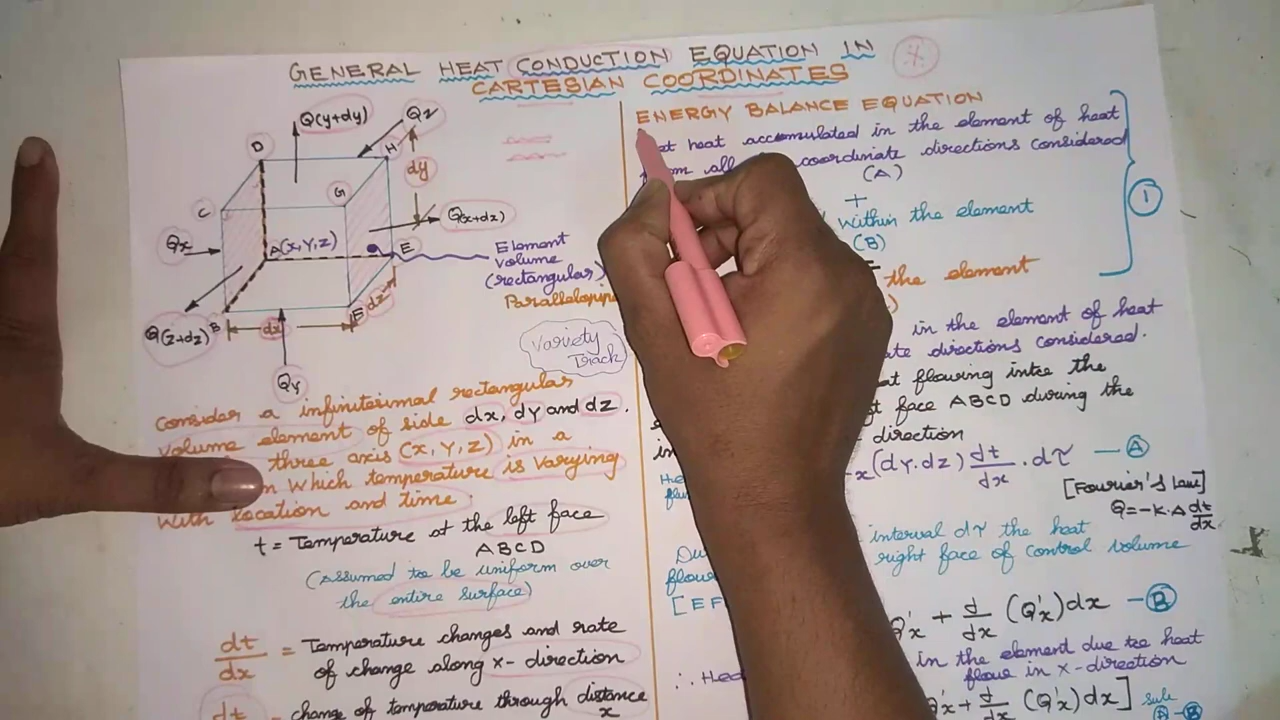 GENERAL HEAT CONDUCTION EQUATION IN
CARTESIAN COORDINATES
Q(y+dy)
Qz
D
H
dy
C
G
Q(x+dx)
Qx
A(X,Y,Z)
E
Element
Volume
(rectangular)
Q(z+dz)
B
dx
F
dz
Qy
Variety
Track
Consider a infinitesimal rectangular
volume element of side dx, dy and dz.
three axis (X, Y, Z) in a
in which temperature is varying
with location and time
t = Temperature at the left face
ABCD
(Assumed to be uniform over
the entire surface)
dt/dx = Temperature changes and rate
of change along x-direction
dt change of temperature through distance
x
ENERGY BALANCE EQUATION
heat accumulated in the element of heat
coordinate directions considered
(A)
+
within the element
(B)
the element
1
in the element of heat
directions considered.
flowing into the
face ABCD during the
direction
(dy.dz) dt/dx . dτ — A
[Fourier's Law]
Q = -K.A dt/dx
interval dτ the heat
right face of control volume
Q'x + d/dx (Q'x) dx — B
in the element due to heat
flow in X-direction
Q'x + d/dx (Q'x) dx] sub
A - B